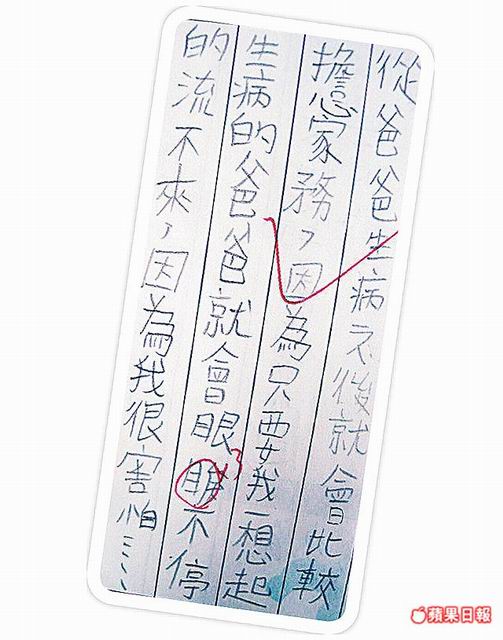 從爸爸生病之後就會比較
擔家務，因為只要我一想起
生病的爸爸就會眼不停
的流不來，因為我很害怕……
蘋果日報